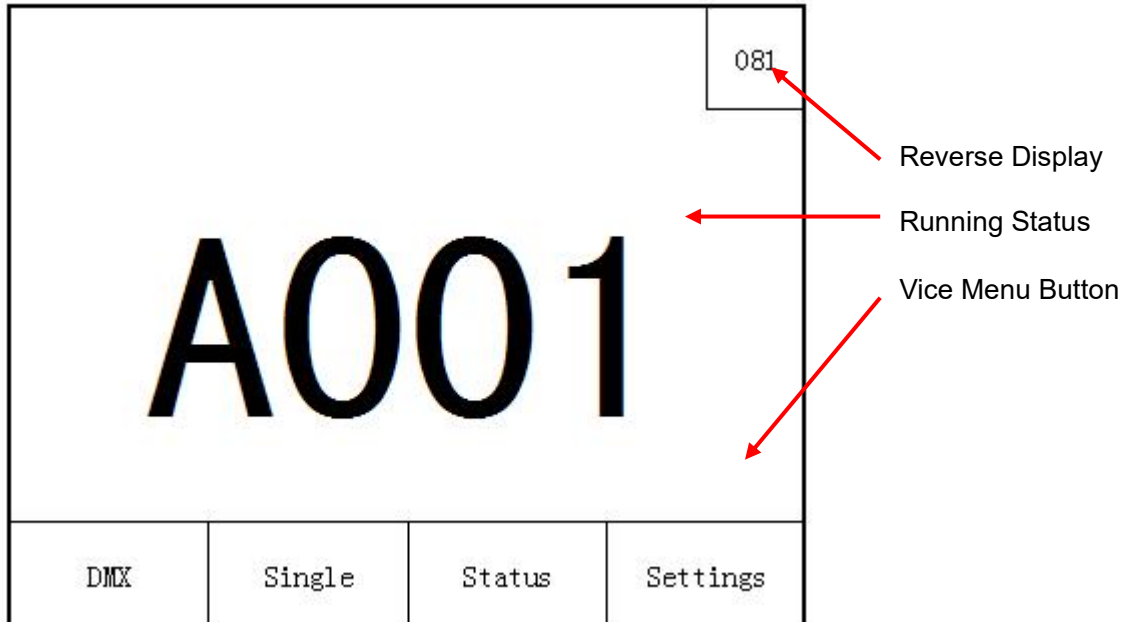 081
Reverse Display
Running Status
Vice Menu Button
A001
DMX Single Status Settings